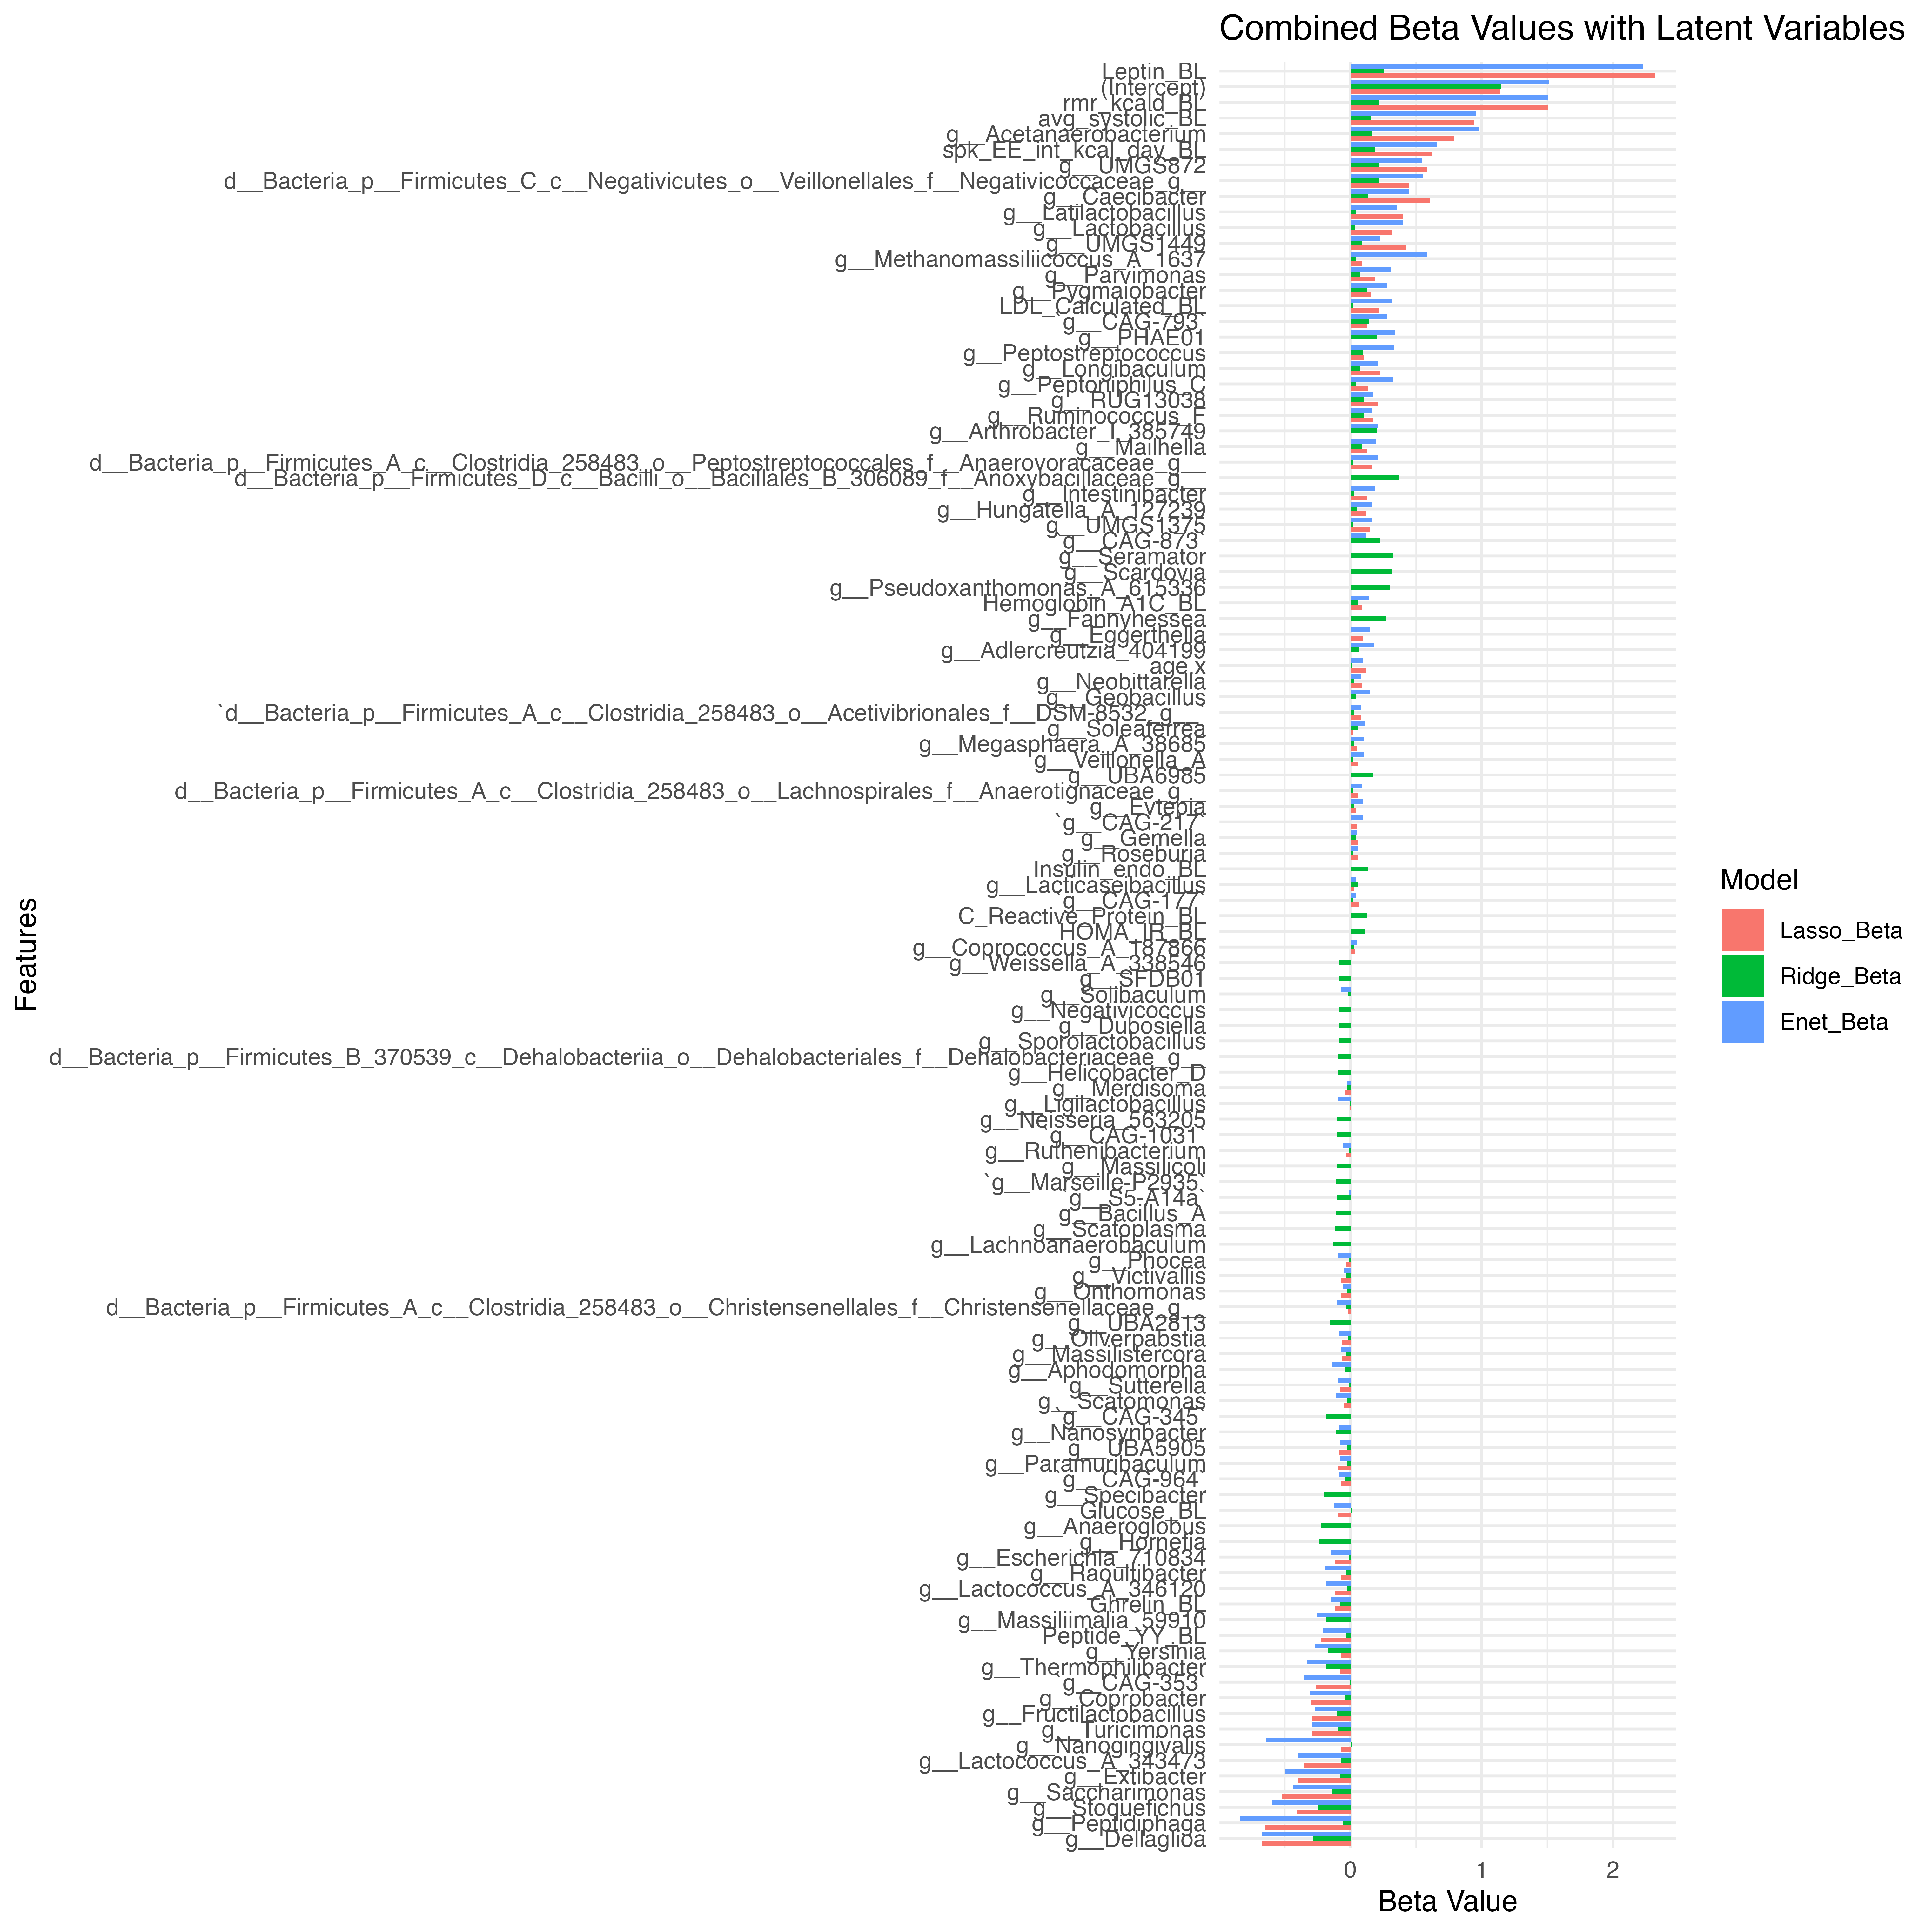 Combined Beta Values with Latent Variables
Leptin_BL
(Intercept)
rmr_kcald_BL
avg_systolic_BL
g__Acetanaerobacterium
spk_EE_int_kcal_day_BL
g__UMGS872
d__Bacteria_p__Firmicutes_C_c__Negativicutes_o__Veillonellales_f__Negativicoccaceae_g__
g__Caecibacter
g__Latilactobacillus
g__Lactobacillus
g__UMGS1449
g__Methanomassiliicoccus_A_1637
g__Parvimonas
g__Pygmaiobacter
LDL_Calculated_BL
`g__CAG-793`
g__PHAE01
g__Peptostreptococcus
g__Longibaculum
g__Peptoniphilus_C
g__RUG13038
g__Ruminococcus_F
g__Arthrobacter_I_385749
g__Mailhella
d__Bacteria_p__Firmicutes_A_c__Clostridia_258483_o__Peptostreptococcales_f__Anaerovoracaceae_g__
d__Bacteria_p__Firmicutes_D_c__Bacilli_o__Bacillales_B_306089_f__Anoxybacillaceae_g__
g__Intestinibacter
g__Hungatella_A_127239
g__UMGS1375
`g__CAG-873`
g__Seramator
g__Scardovia
g__Pseudoxanthomonas_A_615336
Hemoglobin_A1C_BL
g__Fannyhessea
g__Eggerthella
g__Adlercreutzia_404199
age.x
g__Neobittarella
g__Geobacillus
`d__Bacteria_p__Firmicutes_A_c__Clostridia_258483_o__Acetivibrionales_f__DSM-8532_g__`
g__Soleaferrea
g__Megasphaera_A_38685
g__Veillonella_A
g__UBA6985
d__Bacteria_p__Firmicutes_A_c__Clostridia_258483_o__Lachnospirales_f__Anaerotignaceae_g__
g__Evtepia
`g__CAG-217`
g__Gemella
g__Roseburia
Insulin_endo_BL
g__Lacticaseibacillus
`g__CAG-177`
C_Reactive_Protein_BL
HOMA_IR_BL
g__Coprococcus_A_187866
g__Weissella_A_338546
g__SFDB01
g__Solibaculum
g__Negativicoccus
g__Dubosiella
g__Sporolactobacillus
d__Bacteria_p__Firmicutes_B_370539_c__Dehalobacteriia_o__Dehalobacteriales_f__Dehalobacteriaceae_g__
g__Helicobacter_D
g__Merdisoma
g__Ligilactobacillus
g__Neisseria_563205
`g__CAG-1031`
g__Ruthenibacterium
g__Massilicoli
`g__Marseille-P2935`
`g__S5-A14a`
g__Bacillus_A
g__Scatoplasma
g__Lachnoanaerobaculum
g__Phocea
g__Victivallis
g__Onthomonas
d__Bacteria_p__Firmicutes_A_c__Clostridia_258483_o__Christensenellales_f__Christensenellaceae_g__
g__UBA2813
g__Oliverpabstia
g__Massilistercora
g__Aphodomorpha
g__Sutterella
g__Scatomonas
`g__CAG-345`
g__Nanosynbacter
g__UBA5905
g__Paramuribaculum
`g__CAG-964`
g__Specibacter
Glucose_BL
g__Anaeroglobus
g__Hornefia
g__Escherichia_710834
g__Raoultibacter
g__Lactococcus_A_346120
Ghrelin_BL
g__Massiliimalia_59910
Peptide_YY_BL
g__Yersinia
g__Thermophilibacter
`g__CAG-353`
g__Coprobacter
g__Fructilactobacillus
g__Turicimonas
g__Nanogingivalis
g__Lactococcus_A_343473
g__Extibacter
g__Saccharimonas
g__Stoquefichus
g__Peptidiphaga
g__Dellaglioa
0 1 2
Beta Value
Features
Model
Lasso_Beta
Ridge_Beta
Enet_Beta